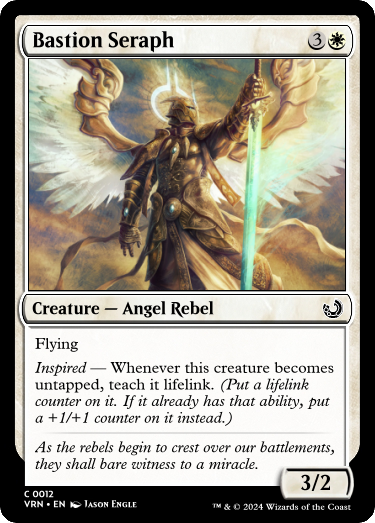 Bastion Seraph 3
Creature — Angel Rebel
Flying
Inspired — Whenever this creature becomes
untapped, teach it lifelink. (Put a lifelink
counter on it. If it already has that ability, put
a +1/+1 counter on it instead.)
As the rebels begin to crest over our battlements,
they shall bare witness to a miracle.
3/2
C 0012
VRN • EN JASON ENGLE
™ & © 2024 Wizards of the Coast